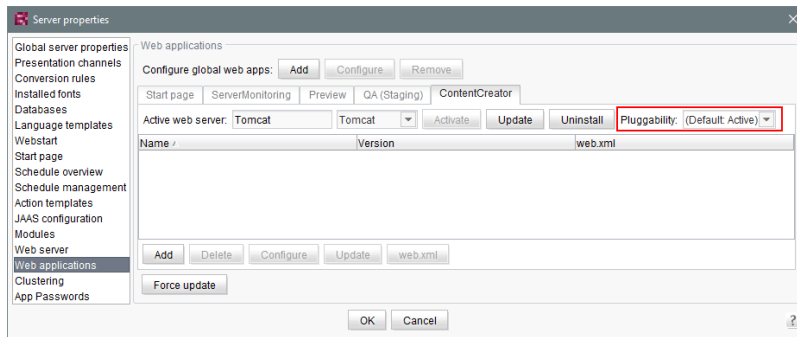 Server properties
Global server properties
Presentation channels
Conversion rules
Installed fonts
Databases
Language templates
Webstart
Start page
Schedule overview
Schedule management
Action templates
JAAS configuration
Modules
Web server
Web applications
Clustering
App Passwords
Web applications
Configure global web apps: Add Configure Remove
Start page ServerMonitoring Preview QA (Staging) ContentCreator
Active web server: Tomcat Tomcat Activate Update Uninstall Pluggability: (Default: Active)
Name Version web.xml
Add Delete Configure Update web.xml
Force update
OK Cancel ?